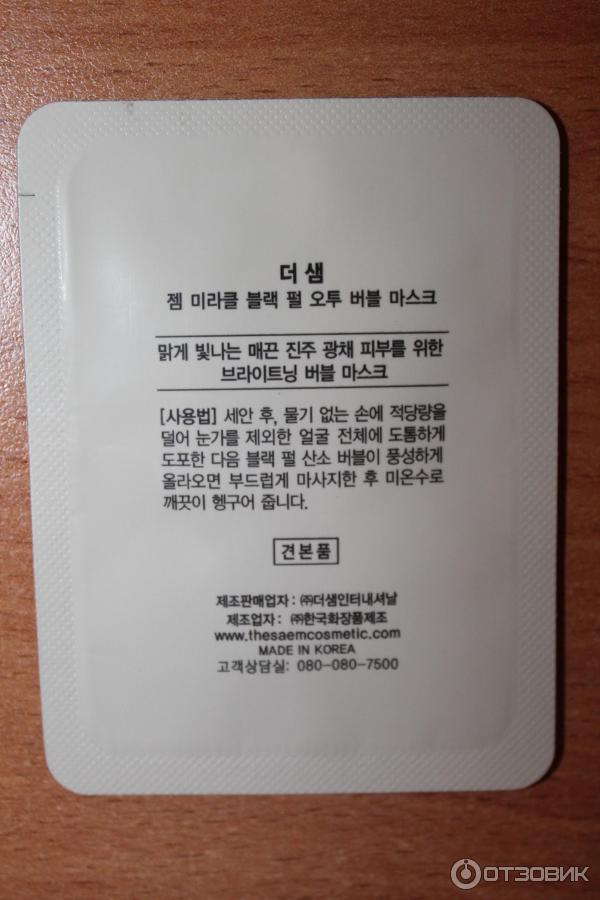 더샘
젬 미라클 블랙 펄 오투 버블 마스크
맑게 빛나는 매끈 진주 광채 피부를 위한
브라이트닝 버블 마스크
[사용법] 세안 후, 물기 없는 손에 적당량을
덜어 눈가를 제외한 얼굴 전체에 도톰하게
도포한 다음 블랙 펄 산소 버블이 풍성하게
올라오면 부드럽게 마사지한 후 미온수로
깨끗이 헹구어 줍니다.
견본품
제조판매업자 : ㈜더샘인터내셔날
제조업자 : ㈜한국화장품제조
www.thesaemcosmetic.com
MADE IN KOREA
고객상담실: 080-080-7500
ОТЗОВИК